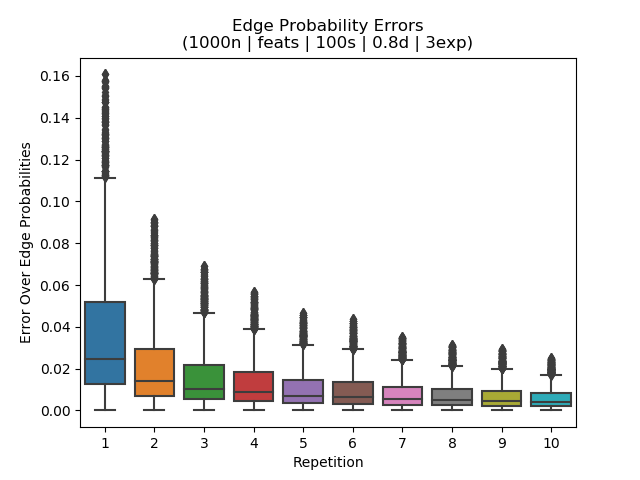 Edge Probability Errors
(1000n | feats | 100s | 0.8d | 3exp)
Error Over Edge Probabilities
0.16
0.14
0.12
0.10
0.08
0.06
0.04
0.02
0.00
1 2 3 4 5 6 7 8 9 10
Repetition